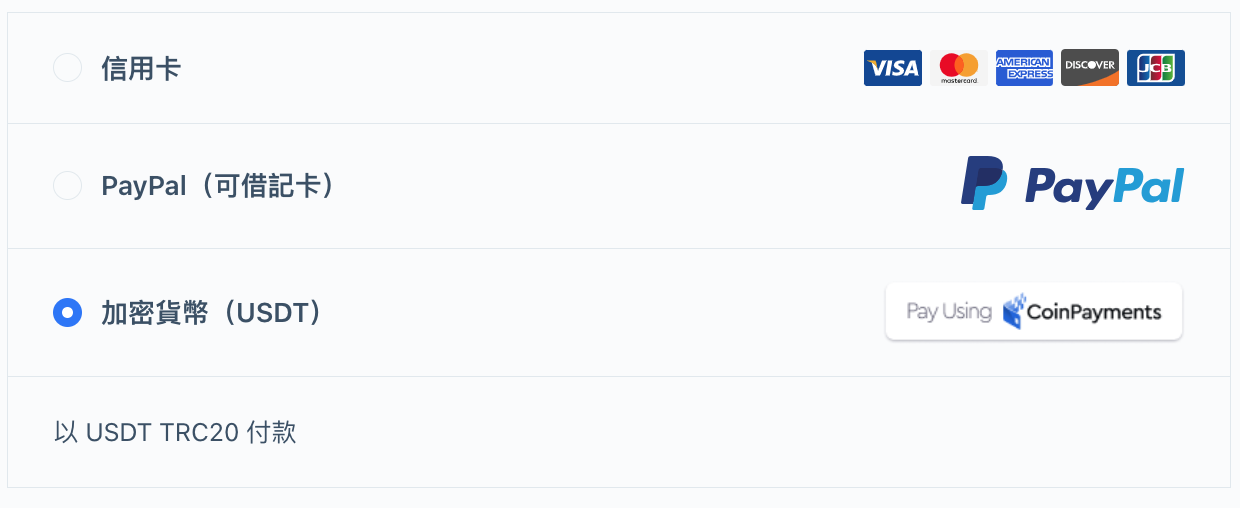 信用卡
VISA
mastercard
AMERICAN
EXPRESS
DISCOVER
JCB
PayPal（可借記卡）
PayPal
加密貨幣（USDT）
Pay Using CoinPayments
以 USDT TRC20 付款